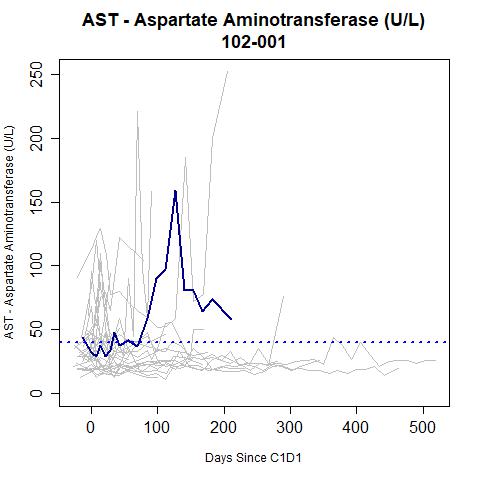 AST - Aspartate Aminotransferase (U/L)
102-001
AST - Aspartate Aminotransferase (U/L)
250
200
150
100
50
0
0 100 200 300 400 500
Days Since C1D1